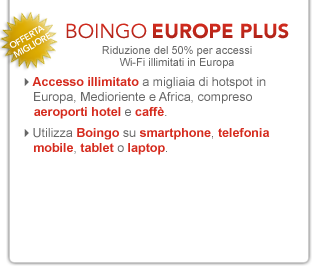 OFFERTA
MIGLIORE
BOINGO EUROPE PLUS
Riduzione del 50% per accessi
Wi-Fi illimitati in Europa
Accesso illimitato a migliaia di hotspot in
Europa, Medioriente e Africa, compreso
aeroporti hotel e caffè.
Utilizza Boingo su smartphone, telefonia
mobile, tablet o laptop.